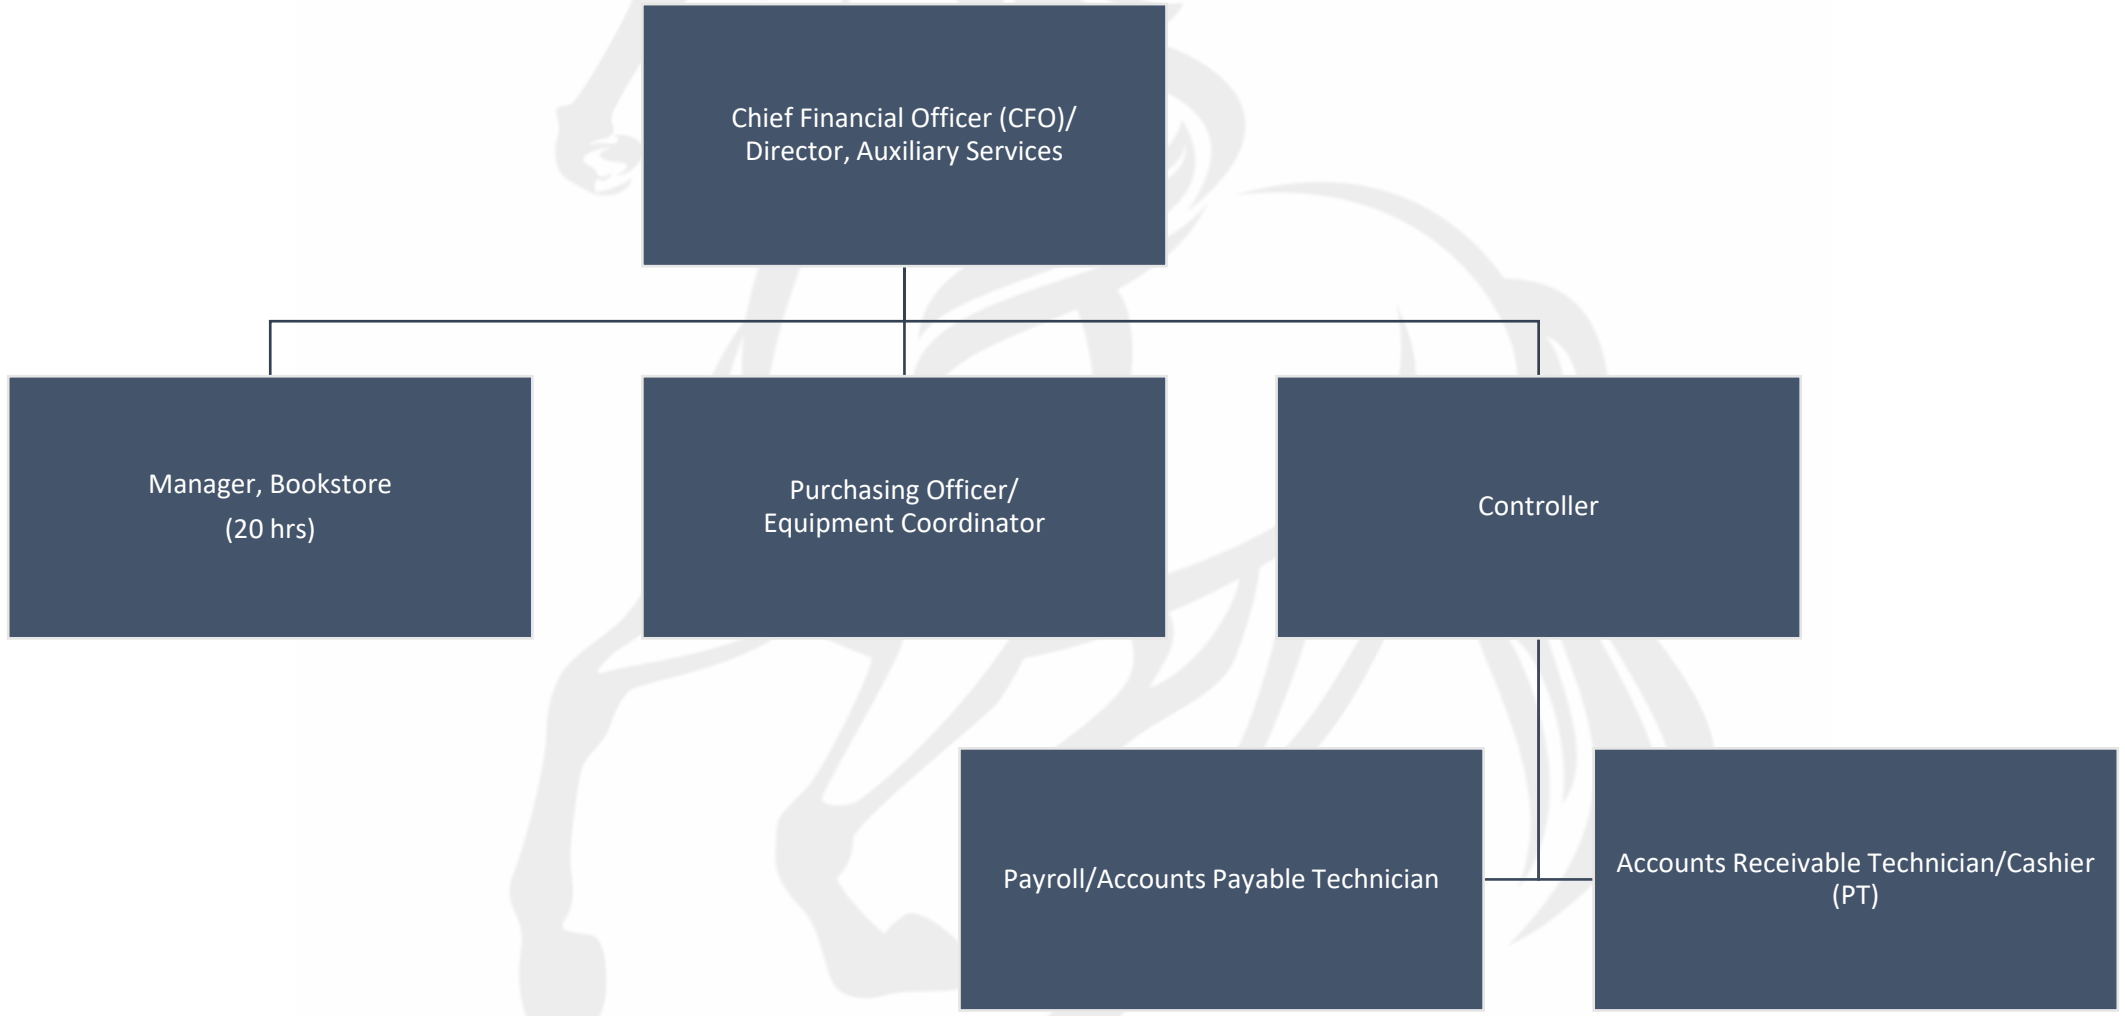 Chief Financial Officer (CFO)/
Director, Auxiliary Services
Manager, Bookstore
(20 hrs)
Purchasing Officer/
Equipment Coordinator
Controller
Payroll/Accounts Payable Technician
Accounts Receivable Technician/Cashier
(PT)